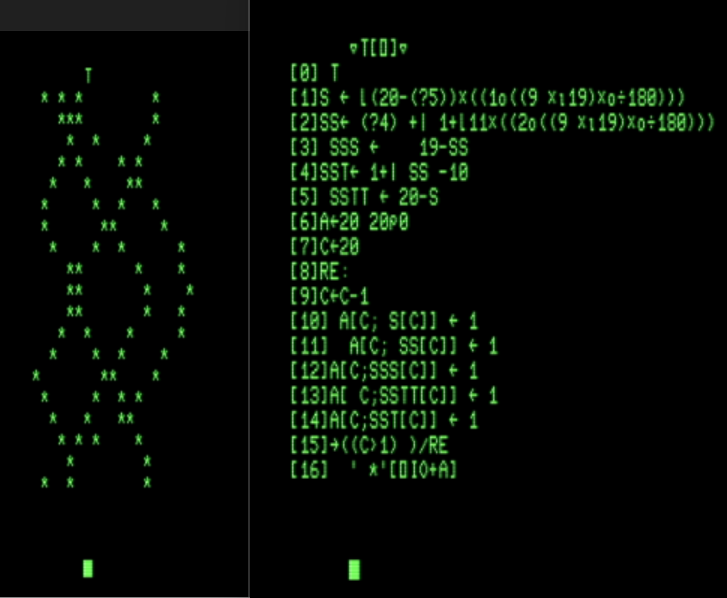 T
 * * *        *
   ***        *
    *  *     *
   * *    * *
  *   *    **
 *     *  *   *
 *      **     *
  *    *  *      *
    **      *    *
    **       *    *
    **       *   *
   *  *    *     *
  *    *  *    *
*       **    *
 *     *  * *
  *   *   **
   * * *    *
    *        *
 *  *        *
∇T[⎕]∇
[0] T
[1]S ← ⌊(20-(?5))×((1○((9 ×⍳19)×○÷180)))
[2]SS← (?4) +| 1+⌊11×((2○((9 ×⍳19)×○÷180)))
[3] SSS ←    19-SS
[4]SST← 1+| SS -10
[5] SSTT ← 20-S
[6]A←20 20⍴0
[7]C←20
[8]RE:
[9]C←C-1
[10] A[C; S[C]] ← 1
[11]  A[C; SS[C]] ← 1
[12]A[C;SSS[C]] ← 1
[13]A[ C;SSTT[C]] ← 1
[14]A[C;SST[C]] ← 1
[15]→((C>1) )/RE
[16]  ' *'[⎕IO+A]